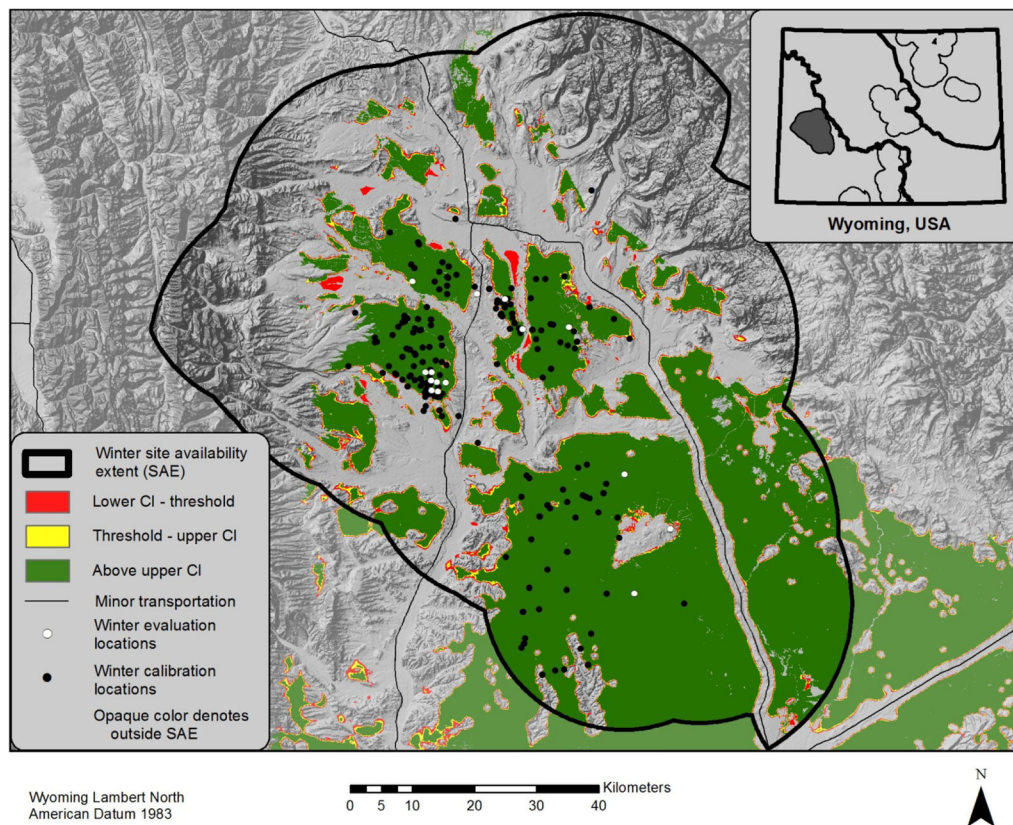 Wyoming, USA
Winter site availability
extent (SAE)
Lower CI - threshold
Threshold - upper CI
Above upper CI
Minor transportation
Winter evaluation
locations
Winter calibration
locations
Opaque color denotes
outside SAE
Wyoming Lambert North
American Datum 1983
Kilometers
0 5 10 20 30 40
N